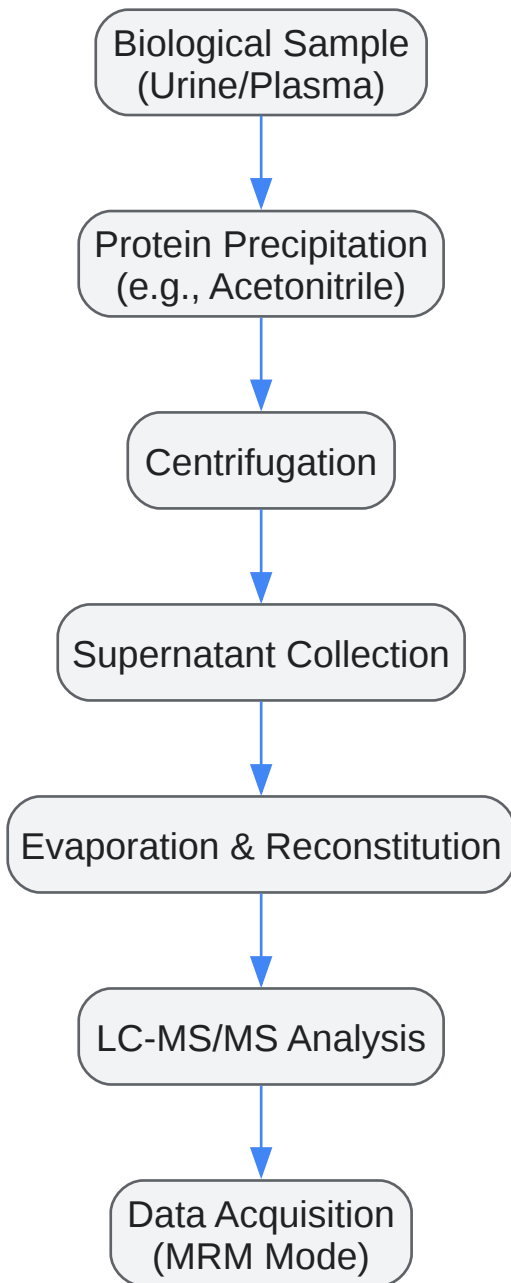 Biological Sample
(Urine/Plasma)
Protein Precipitation
(e.g., Acetonitrile)
Centrifugation
Supernatant Collection
Evaporation & Reconstitution
LC-MS/MS Analysis
Data Acquisition
(MRM Mode)